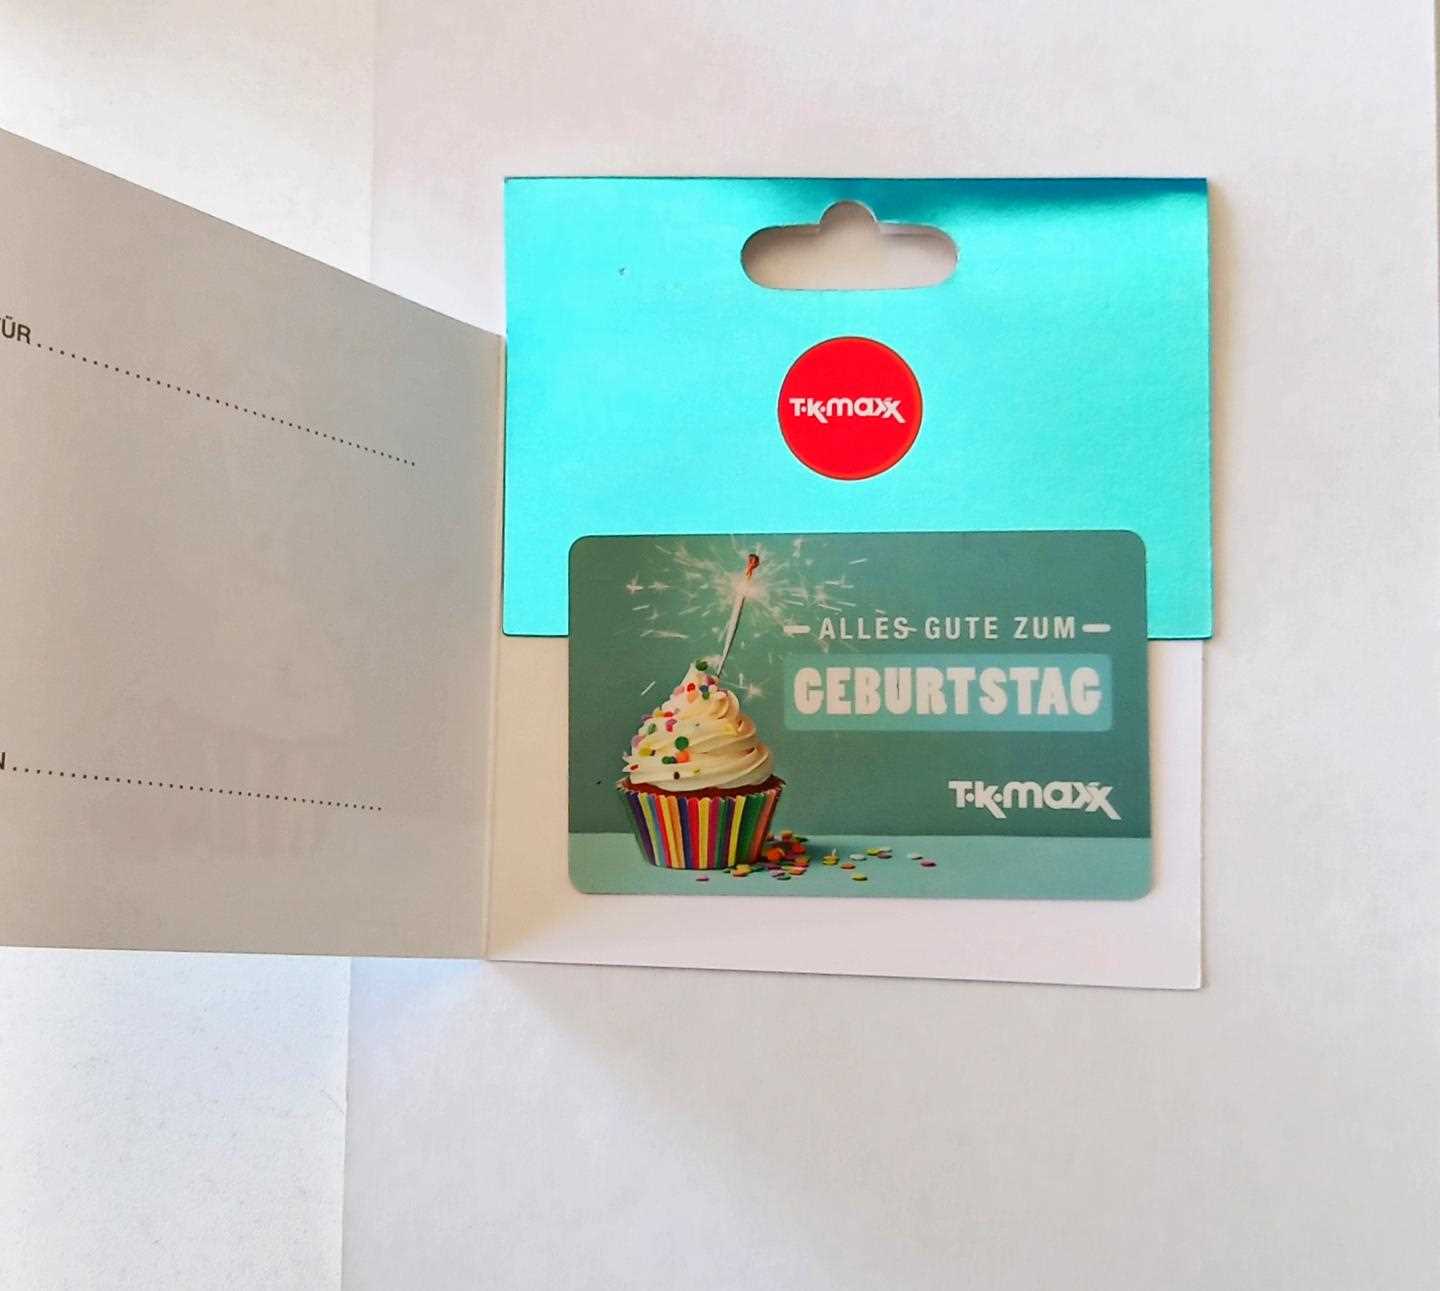 ÜR
N
T·K·maxx
ALLES GUTE ZUM
GEBURTSTAG
T·K·maxx